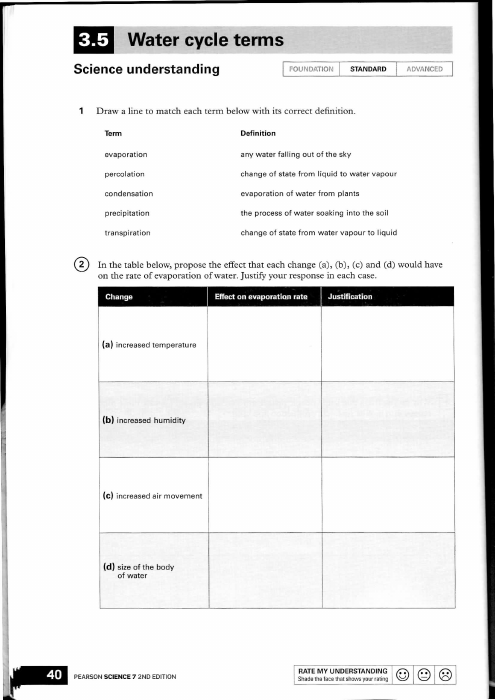 3.5 Water cycle terms
Science understanding
FOUNDATION STANDARD ADVANCED
1 Draw a line to match each term below with its correct definition.
Term Definition
evaporation any water falling out of the sky
percolation change of state from liquid to water vapour
condensation evaporation of water from plants
precipitation the process of water soaking into the soil
transpiration change of state from water vapour to liquid
2 In the table below, propose the effect that each change (a), (b), (c) and (d) would have
on the rate of evaporation of water. Justify your response in each case.
Change Effect on evaporation rate Justification
(a) increased temperature
(b) increased humidity
(c) increased air movement
(d) size of the body
of water
40 PEARSON SCIENCE 7 2ND EDITION
RATE MY UNDERSTANDING
Shade the face that shows your rating